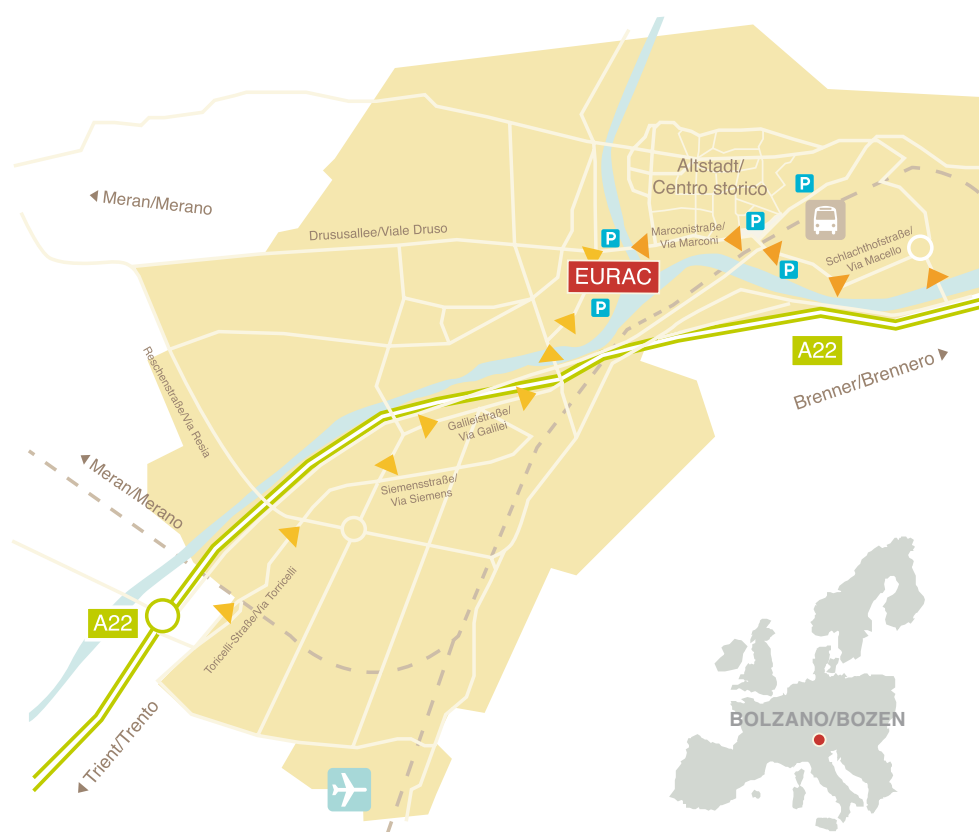 Altstadt/
Centro storico
P
Meran/Merano
P
Drususallee/Viale Druso
P
Marconistraße/
Via Marconi
Schlachthofstraße/
Via Macello
EURAC
P
P
A22
Brenner/Brennero
Reschenstraße/Via Resia
Galileistraße/
Via Galilei
Meran/Merano
Siemensstraße/
Via Siemens
A22
Toricelli-Straße/Via Torricelli
Trient/Trento
BOLZANO/BOZEN